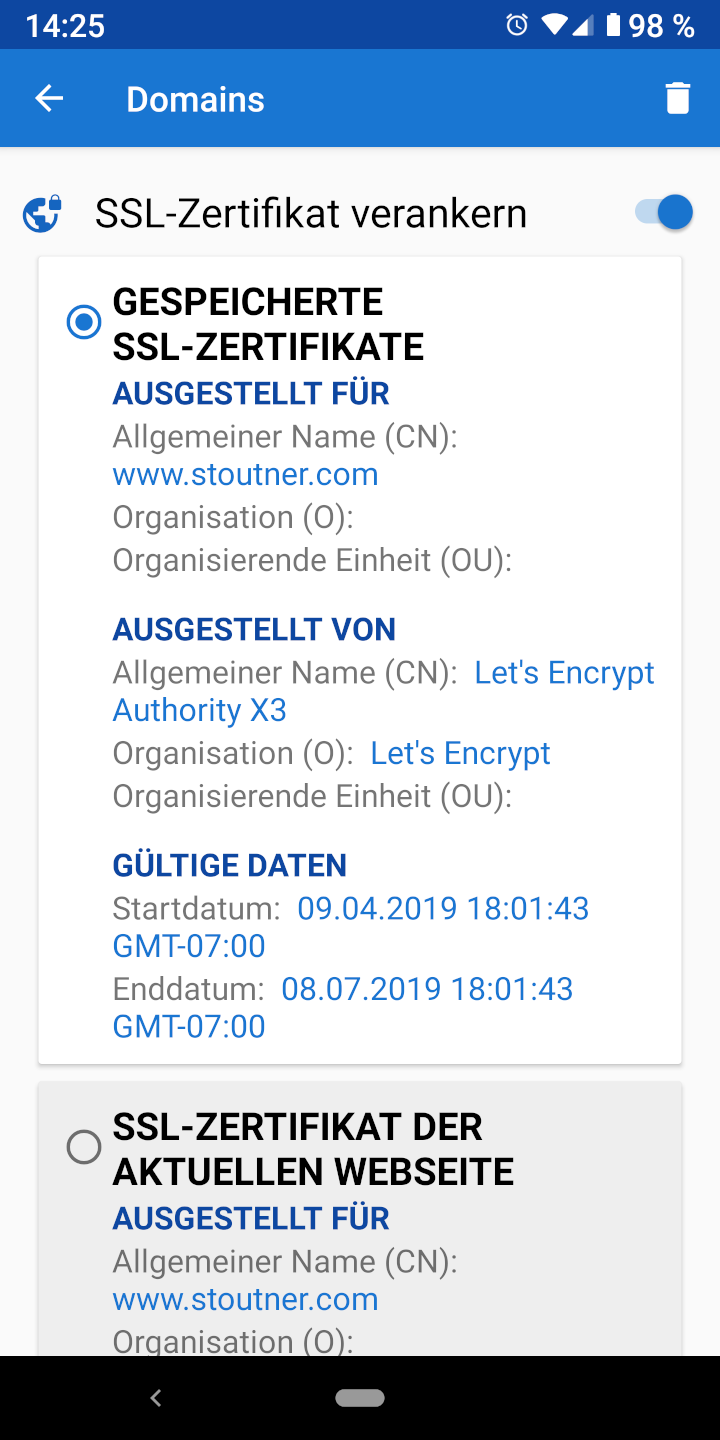 14:25 98 %
Domains
SSL-Zertifikat verankern
GESPEICHERTE
SSL-ZERTIFIKATE
AUSGESTELLT FÜR
Allgemeiner Name (CN):
www.stoutner.com
Organisation (O):
Organisierende Einheit (OU):
AUSGESTELLT VON
Allgemeiner Name (CN): Let's Encrypt
Authority X3
Organisation (O): Let's Encrypt
Organisierende Einheit (OU):
GÜLTIGE DATEN
Startdatum: 09.04.2019 18:01:43
GMT-07:00
Enddatum: 08.07.2019 18:01:43
GMT-07:00
SSL-ZERTIFIKAT DER
AKTUELLEN WEBSEITE
AUSGESTELLT FÜR
Allgemeiner Name (CN):
www.stoutner.com
Organisation (O):